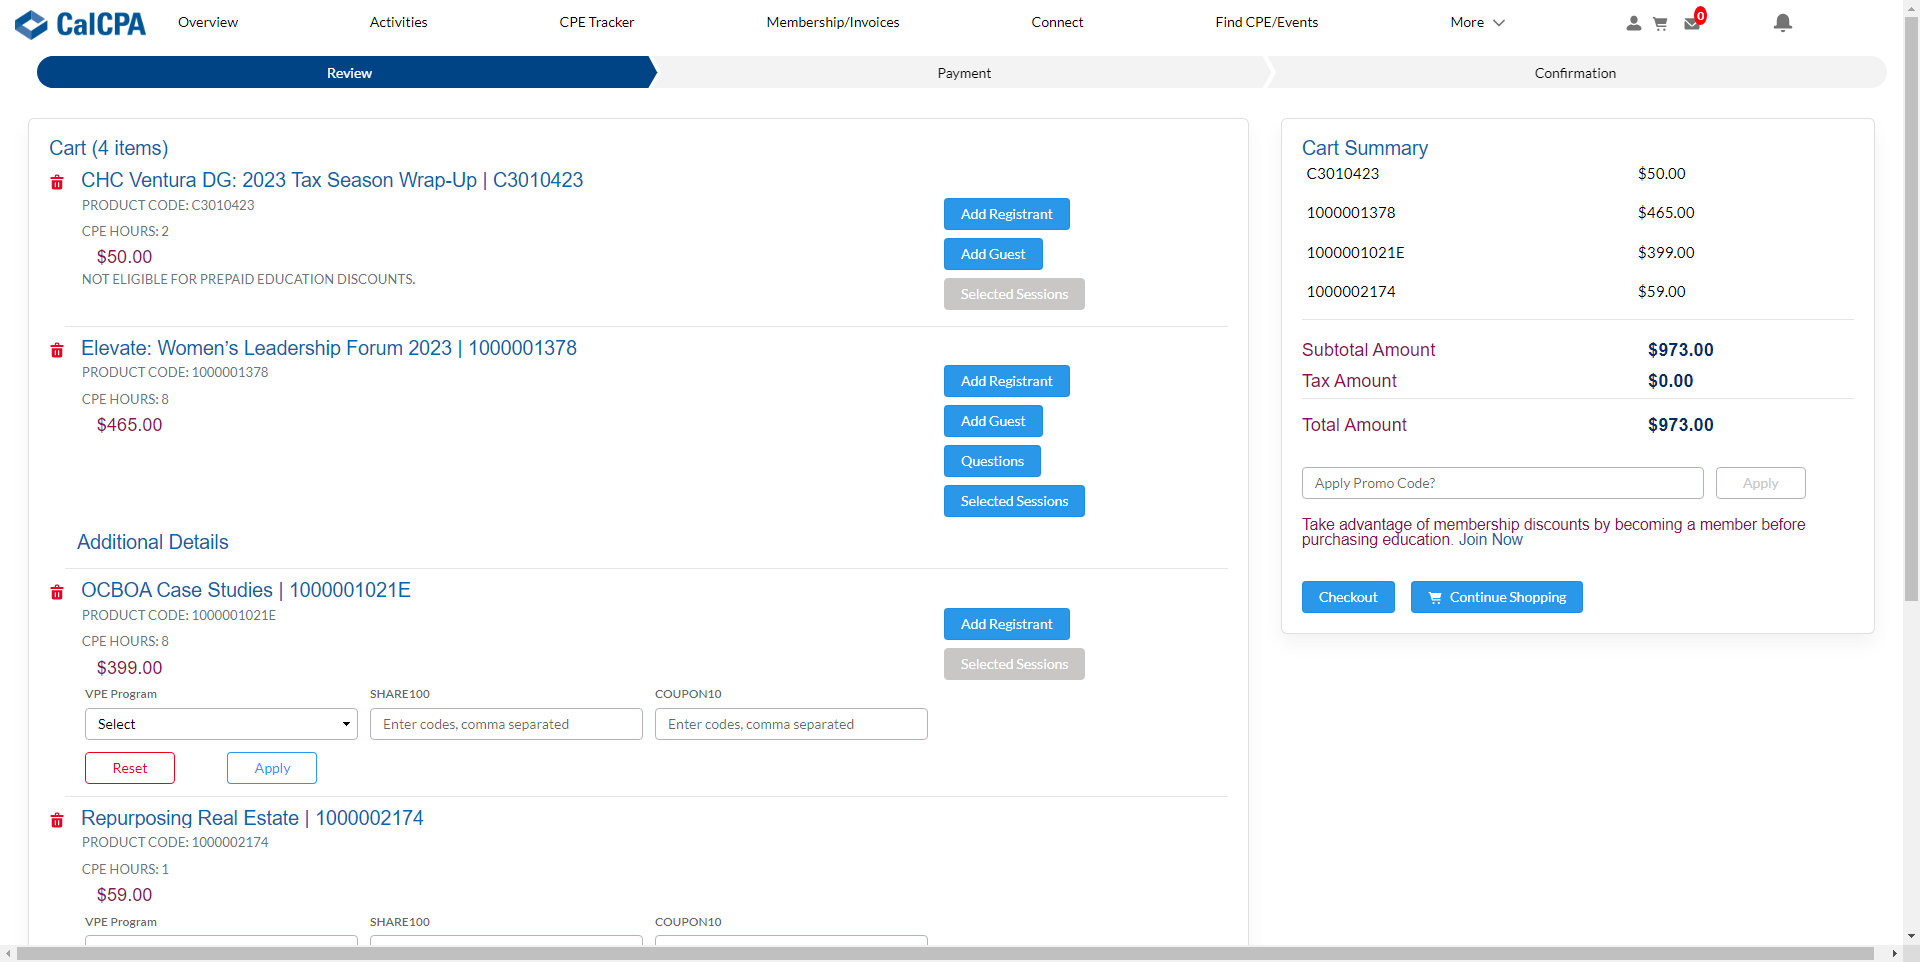 CalCPA
Overview
Activities
CPE Tracker
Membership/Invoices
Connect
Find CPE/Events
More
0
Review
Payment
Confirmation
Cart (4 items)
CHC Ventura DG: 2023 Tax Season Wrap-Up | C3010423
PRODUCT CODE: C3010423
CPE HOURS: 2
$50.00
NOT ELIGIBLE FOR PREPAID EDUCATION DISCOUNTS.
Add Registrant
Add Guest
Selected Sessions
Elevate: Women’s Leadership Forum 2023 | 1000001378
PRODUCT CODE: 1000001378
CPE HOURS: 8
$465.00
Add Registrant
Add Guest
Questions
Selected Sessions
Additional Details
OCBOA Case Studies | 1000001021E
PRODUCT CODE: 1000001021E
CPE HOURS: 8
$399.00
Add Registrant
Selected Sessions
VPE Program
SHARE100
COUPON10
Select
Enter codes, comma separated
Enter codes, comma separated
Reset
Apply
Repurposing Real Estate | 1000002174
PRODUCT CODE: 1000002174
CPE HOURS: 1
$59.00
VPE Program
SHARE100
COUPON10
Cart Summary
C3010423 $50.00
1000001378 $465.00
1000001021E $399.00
1000002174 $59.00
Subtotal Amount $973.00
Tax Amount $0.00
Total Amount $973.00
Apply Promo Code?
Apply
Take advantage of membership discounts by becoming a member before
purchasing education. Join Now
Checkout
Continue Shopping